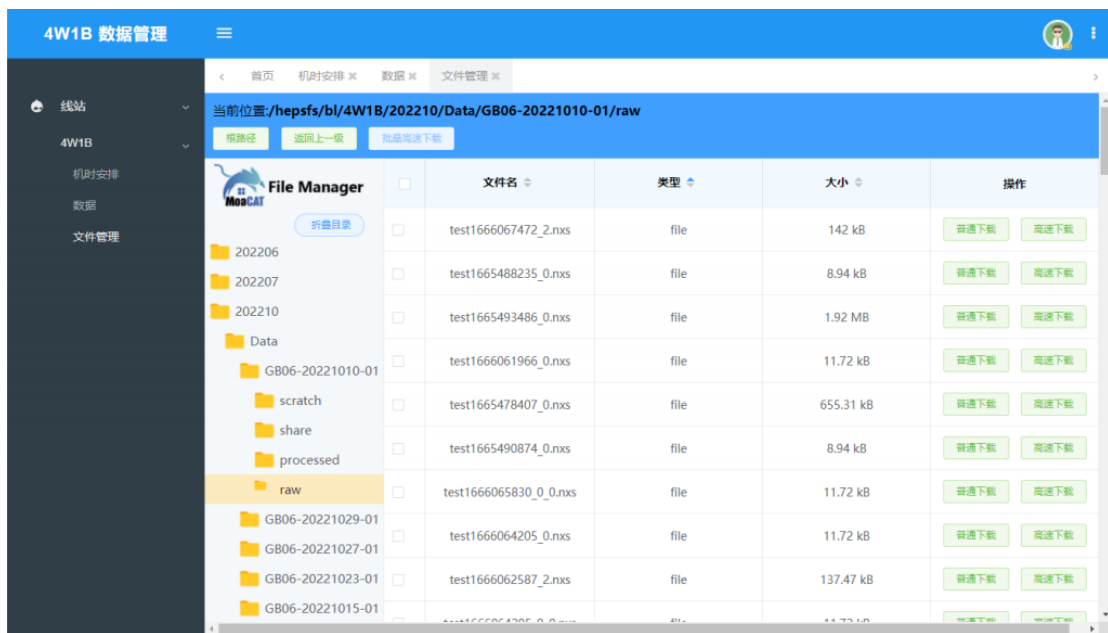 4W1B 数据管理
首页 机时安排 数据 文件管理
线站
4W1B
机时安排
数据
文件管理
当前位置:/hepsfs/bl/4W1B/202210/Data/GB06-20221010-01/raw
根路径 返回上一级 批量高速下载
MoaCAT File Manager
折叠目录
202206
202207
202210
Data
GB06-20221010-01
scratch
share
processed
raw
GB06-20221029-01
GB06-20221027-01
GB06-20221023-01
GB06-20221015-01
文件名 类型 大小 操作
test1666067472_2.nxs file 142 kB 普通下载 高速下载
test1665488235_0.nxs file 8.94 kB 普通下载 高速下载
test1665493486_0.nxs file 1.92 MB 普通下载 高速下载
test1666061966_0.nxs file 11.72 kB 普通下载 高速下载
test1665478407_0.nxs file 655.31 kB 普通下载 高速下载
test1665490874_0.nxs file 8.94 kB 普通下载 高速下载
test1666065830_0_0.nxs file 11.72 kB 普通下载 高速下载
test1666064205_0.nxs file 11.72 kB 普通下载 高速下载
test1666062587_2.nxs file 137.47 kB 普通下载 高速下载